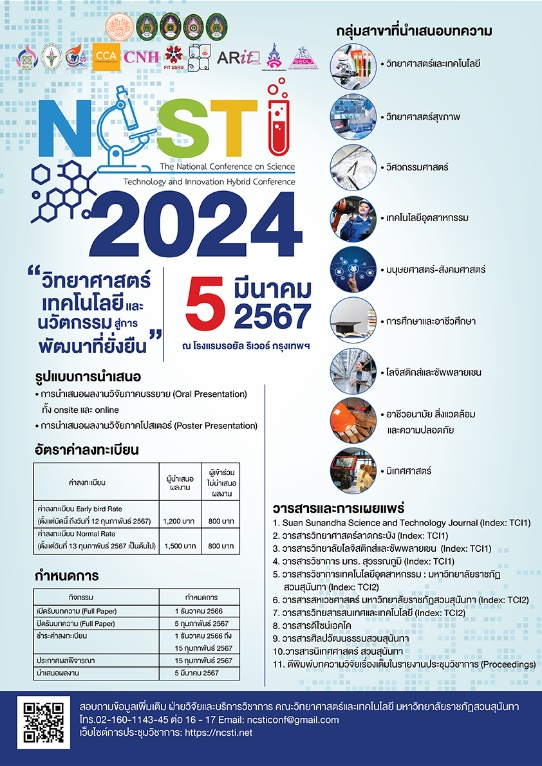 CCA
CNH
FIT SSRU
ARit
NCSTI
The National Conference on Science
Technology and Innovation Hybrid Conference
2024
“วิทยาศาสตร์
เทคโนโลยี และ
นวัตกรรม สู่การ
พัฒนาที่ยั่งยืน”
5 มีนาคม
2567
ณ โรงแรมรอยัล ริเวอร์ กรุงเทพฯ
กลุ่มสาขาที่นำเสนอบทความ
• วิทยาศาสตร์และเทคโนโลยี
• วิทยาศาสตร์สุขภาพ
• วิศวกรรมศาสตร์
• เทคโนโลยีอุตสาหกรรม
• มนุษยศาสตร์-สังคมศาสตร์
• การศึกษาและอาชีวศึกษา
• โลจิสติกส์และซัพพลายเชน
• อาชีวอนามัย สิ่งแวดล้อม
และความปลอดภัย
• นิเทศศาสตร์
รูปแบบการนำเสนอ
• การนำเสนอผลงานวิจัยภาคบรรยาย (Oral Presentation)
ทั้ง onsite และ online
• การนำเสนอผลงานวิจัยภาคโปสเตอร์ (Poster Presentation)
อัตราค่าลงทะเบียน
ค่าลงทะเบียน ผู้นำเสนอผลงาน ผู้เข้าร่วมไม่นำเสนอผลงาน
ค่าลงทะเบียน Early bird Rate
(ตั้งแต่บัดนี้ ถึงวันที่ 12 กุมภาพันธ์ 2567) 1,200 บาท 800 บาท
ค่าลงทะเบียน Normal Rate
(ตั้งแต่วันที่ 13 กุมภาพันธ์ 2567 เป็นต้นไป) 1,500 บาท 800 บาท
กำหนดการ
กิจกรรม กำหนดการ
เปิดรับบทความ (Full Paper) 1 ธันวาคม 2566
ปิดรับบทความ (Full Paper) 5 กุมภาพันธ์ 2567
ชำระค่าลงทะเบียน 1 ธันวาคม 2566 ถึง
15 กุมภาพันธ์ 2567
ประกาศผลพิจารณา 15 กุมภาพันธ์ 2567
นำเสนอผลงาน 5 มีนาคม 2567
วารสารและการเผยแพร่
1. Suan Sunandha Science and Technology Journal (Index: TCI1)
2. วารสารวิทยาศาสตร์ลาดกระบัง (Index: TCI1)
3. วารสารวิทยาลัยโลจิสติกส์และซัพพลายเชน (Index: TCI1)
4. วารสารวิชาการ มทร. สุวรรณภูมิ (Index: TCI1)
5. วารสารวิชาการเทคโนโลยีอุตสาหกรรม : มหาวิทยาลัยราชภัฏ
สวนสุนันทา (Index: TCI2)
6. วารสารสหเวชศาสตร์ มหาวิทยาลัยราชภัฏสวนสุนันทา (Index: TCI2)
7. วารสารวิทยาสารสนเทศและเทคโนโลยี (Index: TCI2)
8. วารสารดีไซน์เอคโค
9. วารสารศิลปวัฒนธรรมสวนสุนันทา
10.วารสารนิเทศศาสตร์ สวนสุนันทา
11. ตีพิมพ์บทความวิจัยเรื่องเต็มในรายงานประชุมวิชาการ (Proceedings)
สอบถามข้อมูลเพิ่มเติม ฝ่ายวิจัยและบริการวิชาการ คณะวิทยาศาสตร์และเทคโนโลยี มหาวิทยาลัยราชภัฏสวนสุนันทา
โทร.02-160-1143-45 ต่อ 16 - 17 Email: ncsticonf@gmail.com
เว็บไซต์การประชุมวิชาการ: https://ncsti.net